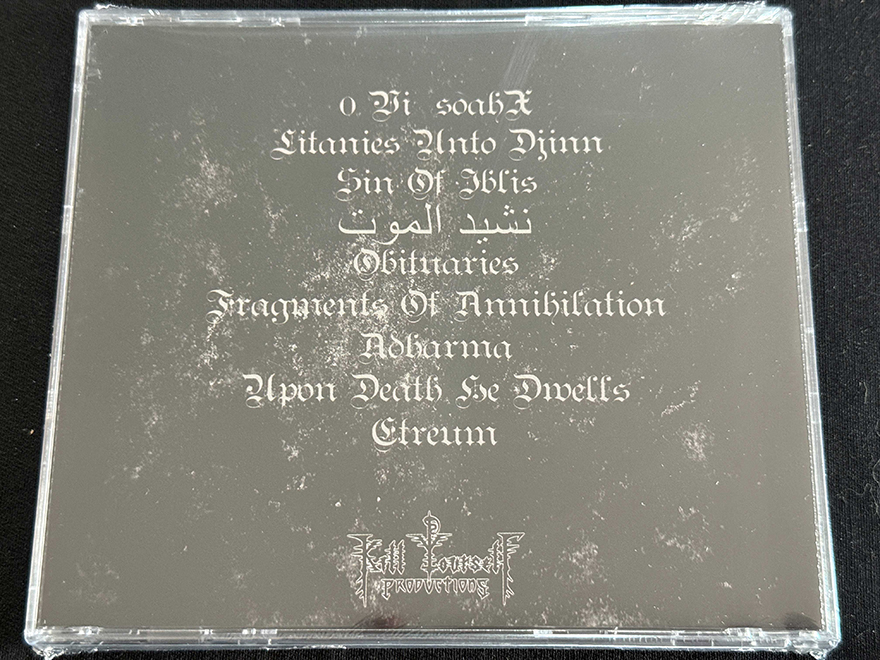 o Vi soahX
Litanies Unto Djinn
Sin Of Iblis
نشيد الموت
Obituaries
Fragments Of Annihilation
Adharma
Upon Death He Dwells
Etreum
Kill Yourself
PRODUCTIONS